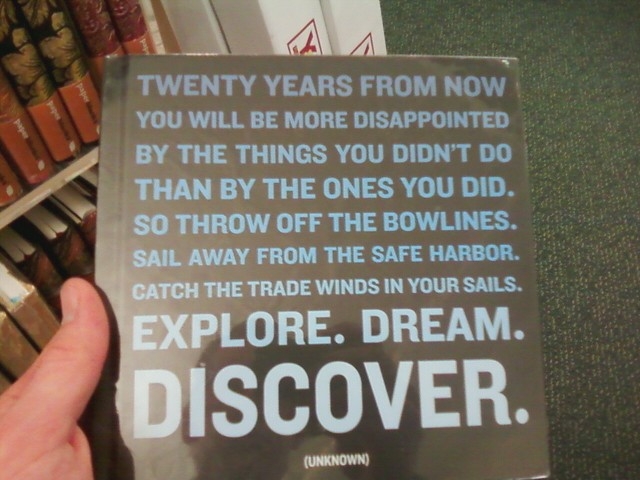 TWENTY YEARS FROM NOW
YOU WILL BE MORE DISAPPOINTED
BY THE THINGS YOU DIDN'T DO
THAN BY THE ONES YOU DID.
SO THROW OFF THE BOWLINES.
SAIL AWAY FROM THE SAFE HARBOR.
CATCH THE TRADE WINDS IN YOUR SAILS.
EXPLORE. DREAM.
DISCOVER.
(UNKNOWN)